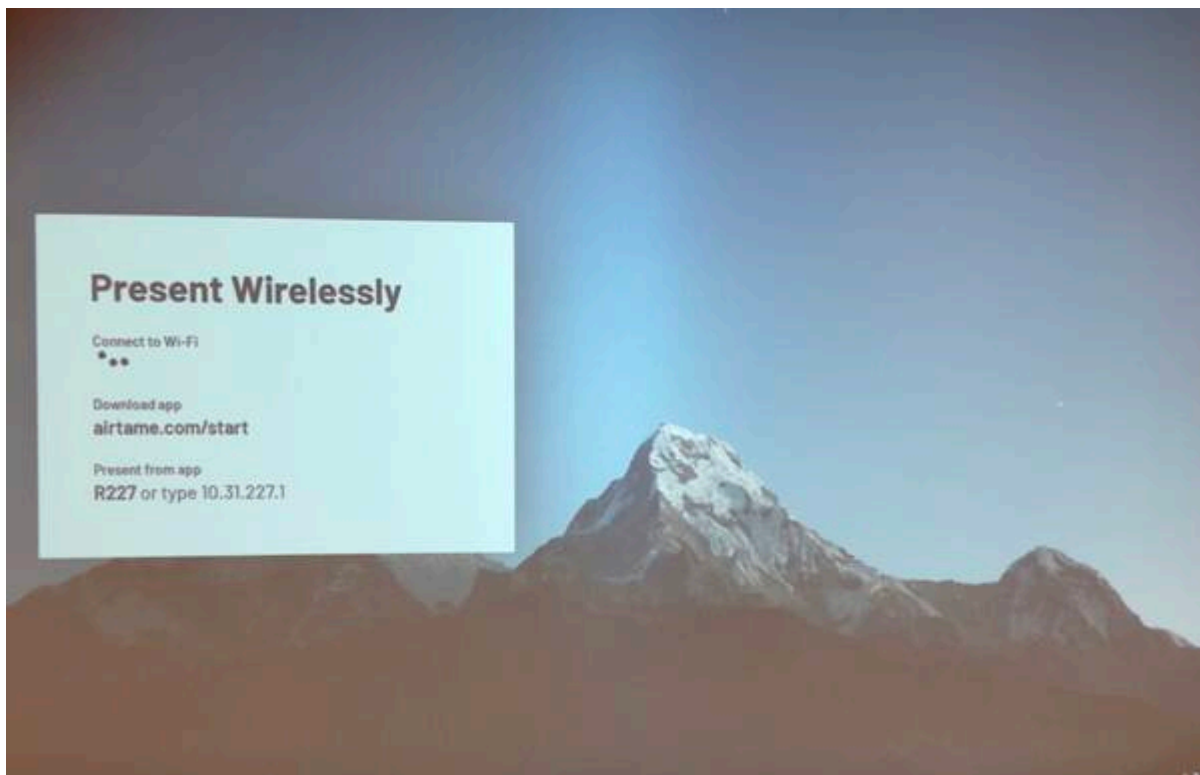 Present Wirelessly
Connect to Wi-Fi
Download app
airtame.com/start
Present from app
R227 or type 10.31.227.1